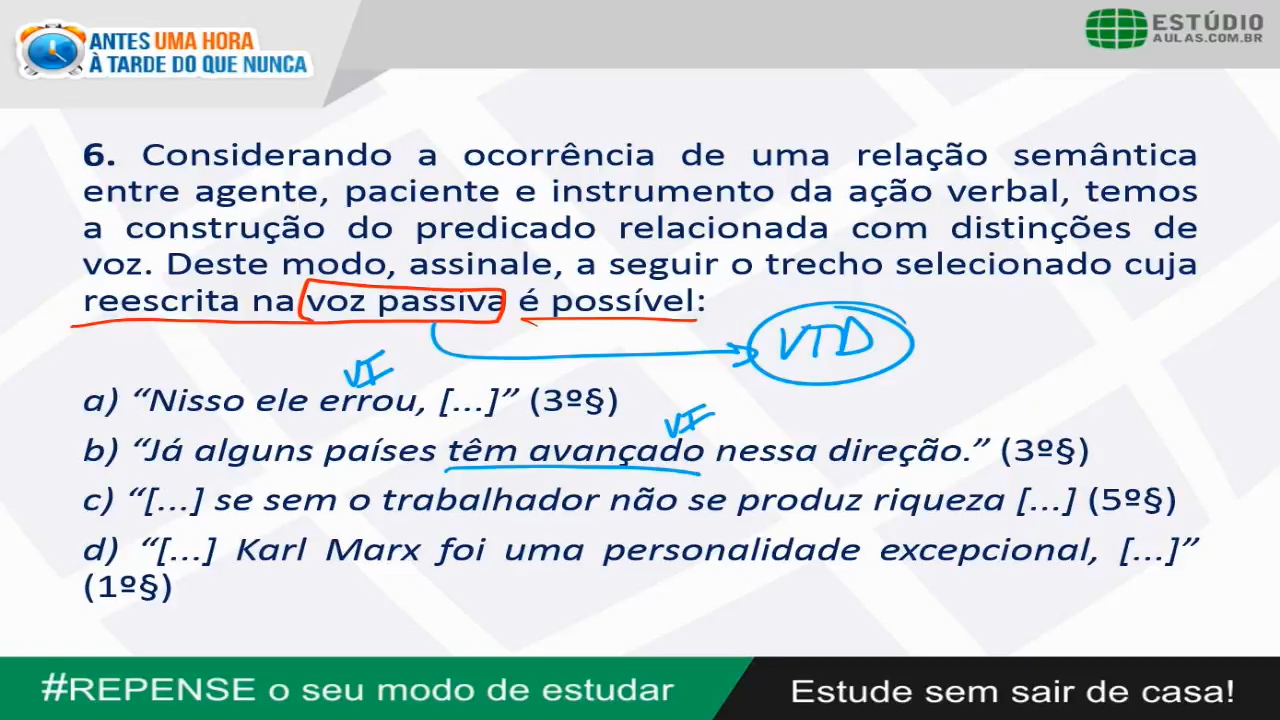 ANTES UMA HORA
À TARDE DO QUE NUNCA
ESTÚDIO
AULAS.COM.BR
6. Considerando a ocorrência de uma relação semântica
entre agente, paciente e instrumento da ação verbal, temos
a construção do predicado relacionada com distinções de
voz. Deste modo, assinale, a seguir o trecho selecionado cuja
reescrita na voz passiva é possível:
VTD
VI
a) “Nisso ele errou, [...]” (3º§)
VI
b) “Já alguns países têm avançado nessa direção.” (3º§)
c) “[...] se sem o trabalhador não se produz riqueza [...] (5º§)
d) “[...] Karl Marx foi uma personalidade excepcional, [...]”
(1º§)
#REPENSE o seu modo de estudar
Estude sem sair de casa!